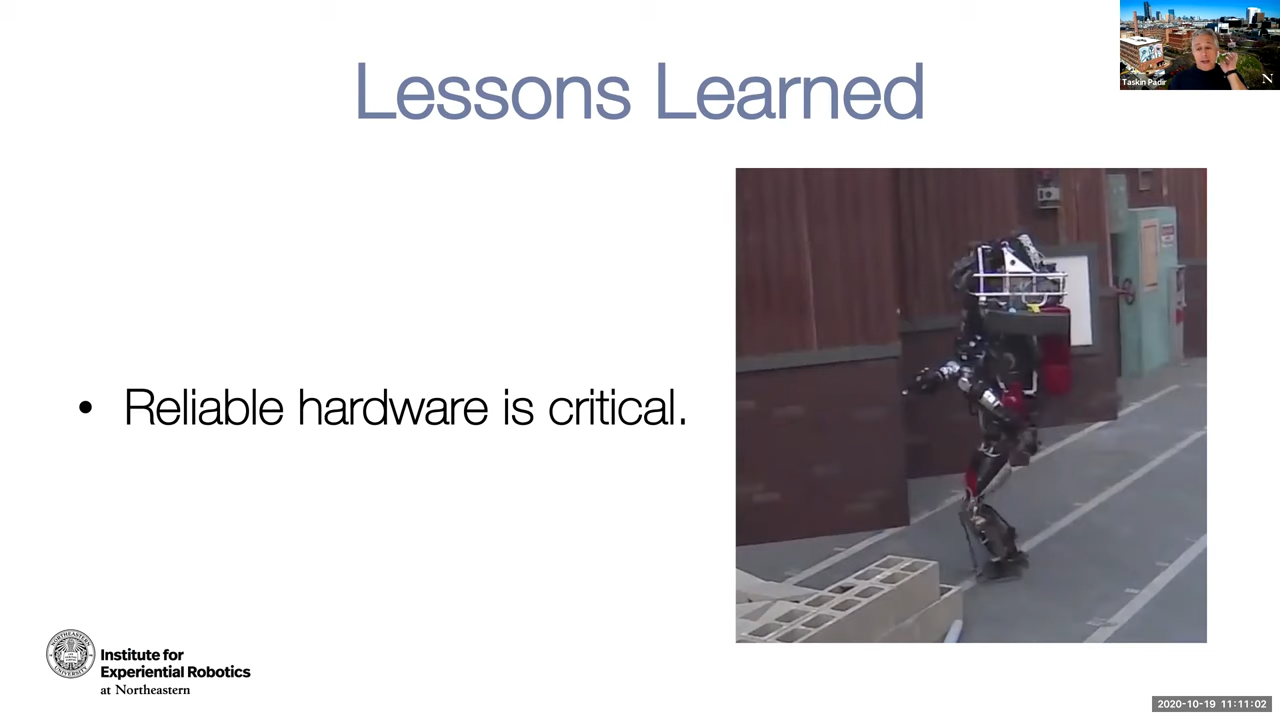 Lessons Learned
Taskin Padir
N
• Reliable hardware is critical.
Institute for
Experiential Robotics
at Northeastern
2020-10-19 11:11:02